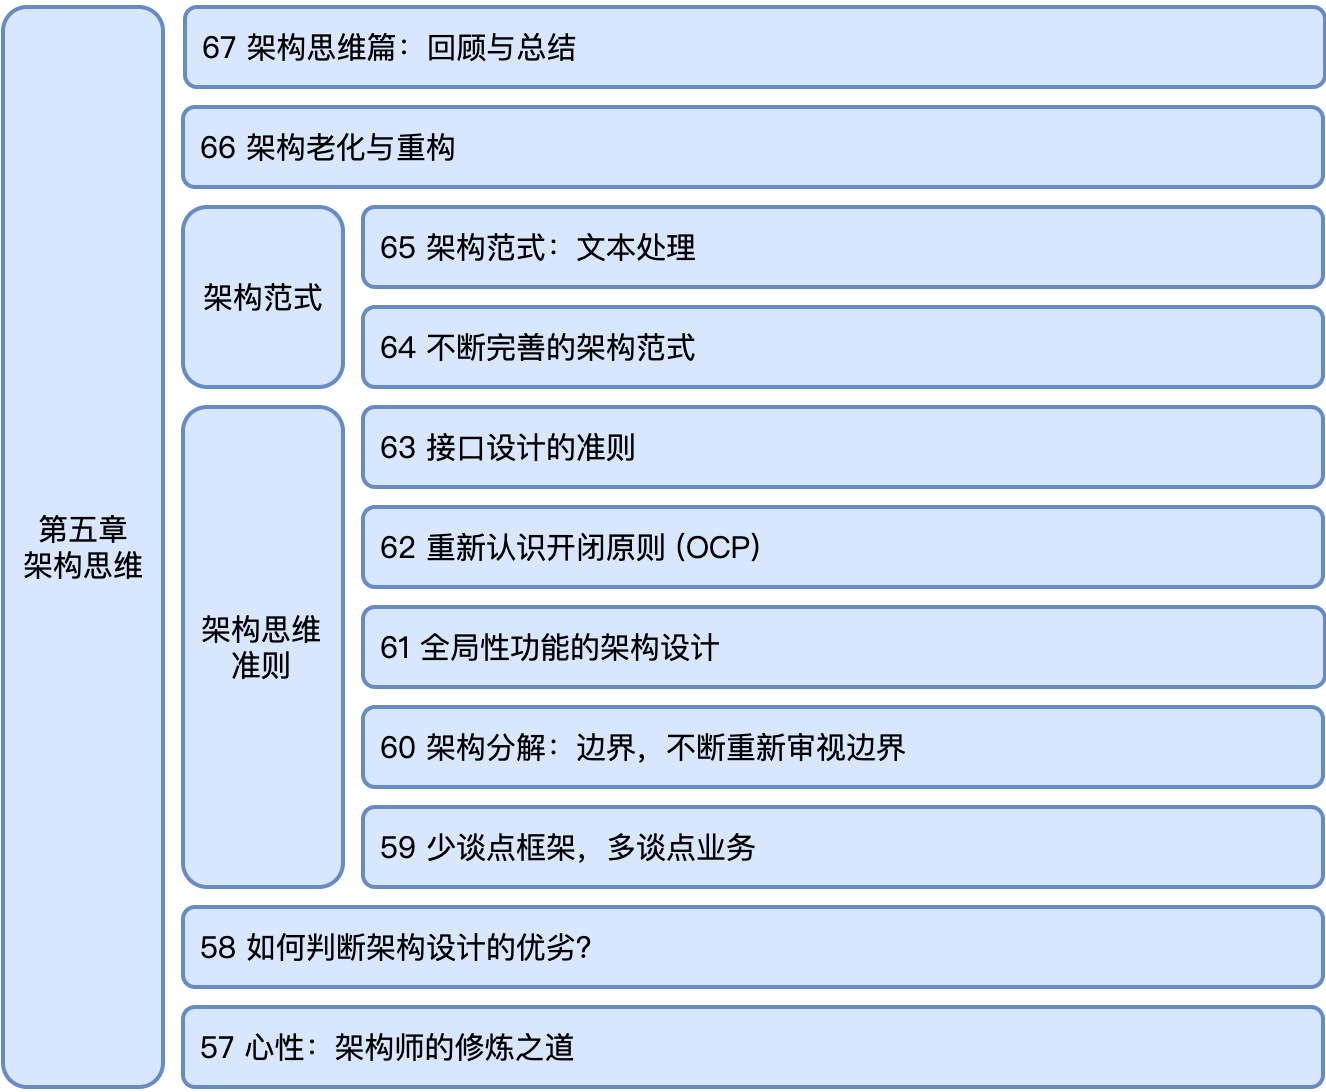 第五章
架构思维
67 架构思维篇：回顾与总结
66 架构老化与重构
架构范式
65 架构范式：文本处理
64 不断完善的架构范式
架构思维
准则
63 接口设计的准则
62 重新认识开闭原则 (OCP)
61 全局性功能的架构设计
60 架构分解：边界，不断重新审视边界
59 少谈点框架，多谈点业务
58 如何判断架构设计的优劣？
57 心性：架构师的修炼之道